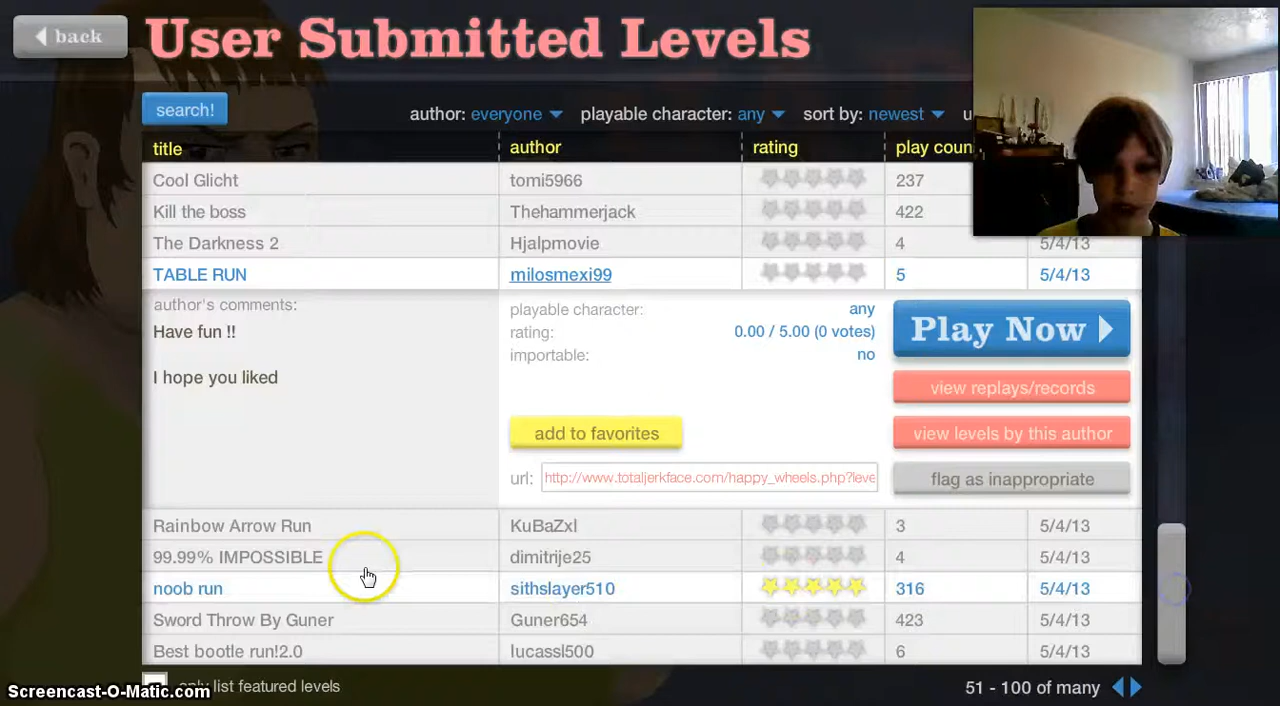 back
User Submitted Levels
search!
author: everyone playable character: any sort by: newest u
title author rating play coun
Cool Glicht tomi5966 237
Kill the boss Thehammerjack 422
The Darkness 2 Hjalpmovie 4 5/4/13
TABLE RUN milosmexi99 5 5/4/13
author's comments:
Have fun !!
I hope you liked
playable character: any
rating: 0.00 / 5.00 (0 votes)
importable: no
add to favorites
url: http://www.totaljerkface.com/happy_wheels.php?leve
Play Now
view replays/records
view levels by this author
flag as inappropriate
Rainbow Arrow Run KuBaZxl 3 5/4/13
99.99% IMPOSSIBLE dimitrije25 4 5/4/13
noob run sithslayer510 316 5/4/13
Sword Throw By Guner Guner654 423 5/4/13
Best bootle run!2.0 lucassl500 6 5/4/13
only list featured levels 51 - 100 of many
Screencast-O-Matic.com